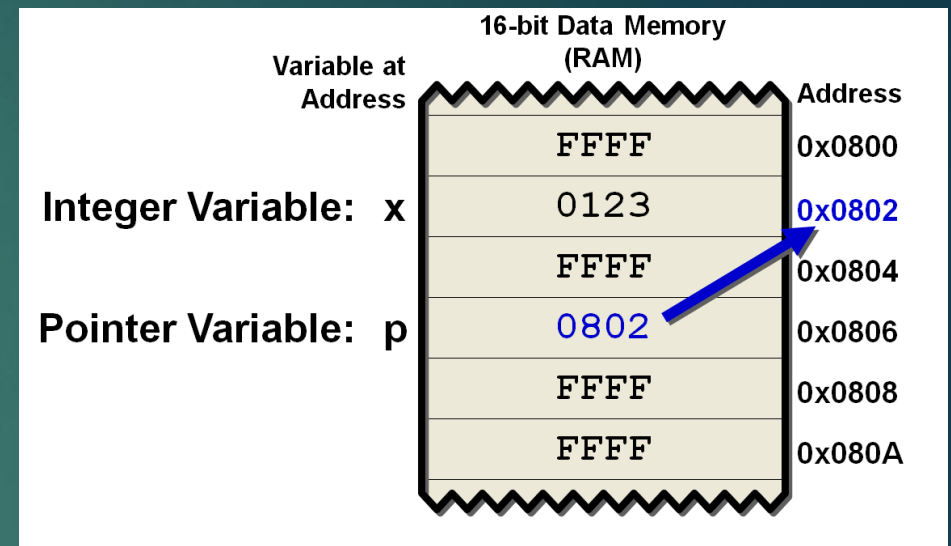 16-bit Data Memory
(RAM)
Variable at
Address
Address
FFFF 0x0800
Integer Variable: x 0123 0x0802
FFFF 0x0804
Pointer Variable: p 0802 0x0806
FFFF 0x0808
FFFF 0x080A